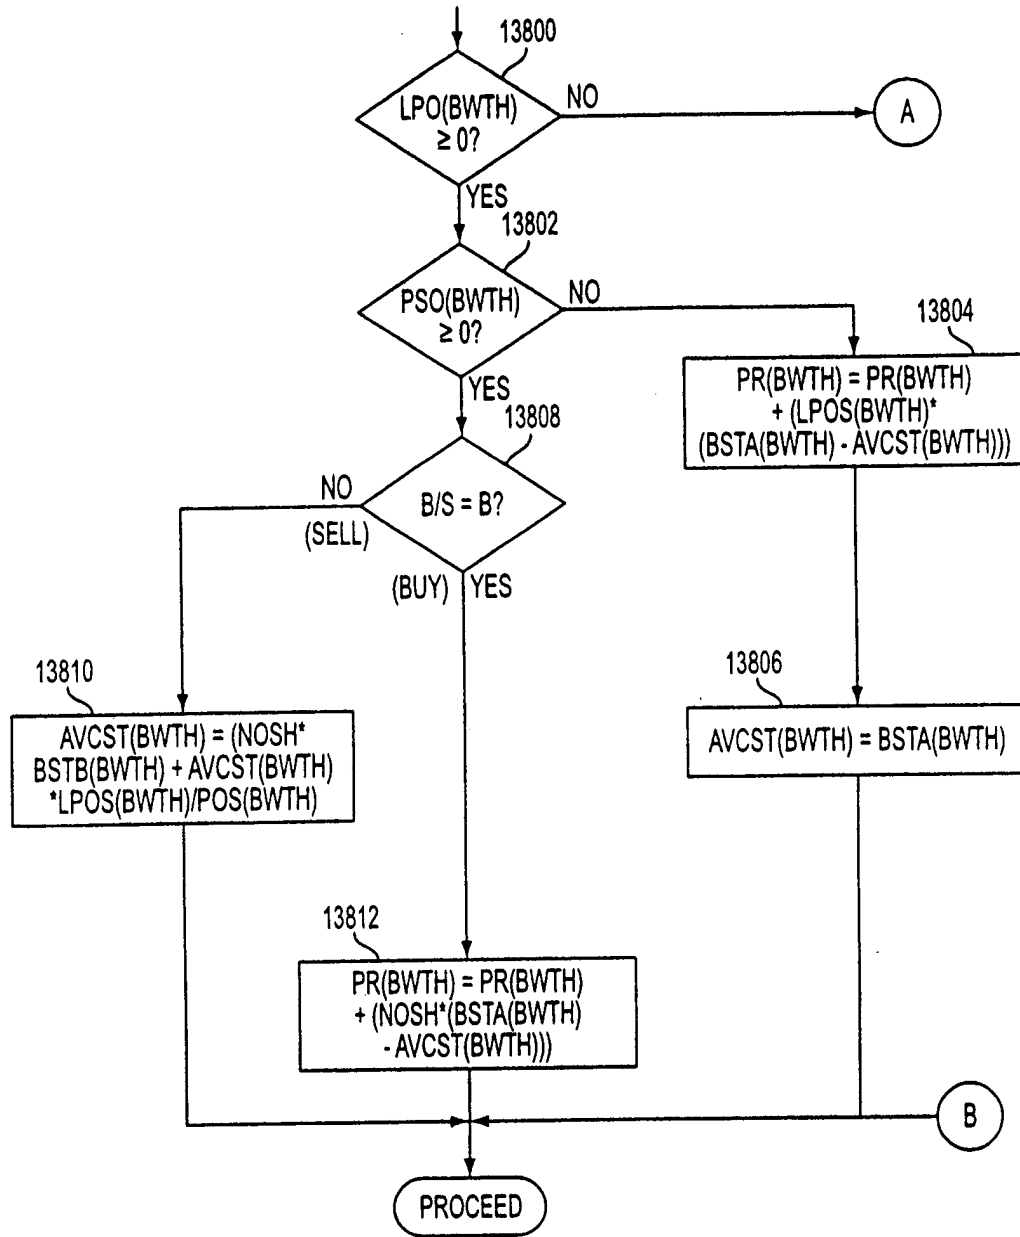 13800
LPO(BWTH)
≥ 0?
NO
A
YES
13802
PSO(BWTH)
≥ 0?
NO
13804
PR(BWTH) = PR(BWTH)
+ (LPOS(BWTH)*
(BSTA(BWTH) - AVCST(BWTH)))
YES
13808
B/S = B?
NO
(SELL)
(BUY) YES
13810
AVCST(BWTH) = (NOSH*
BSTB(BWTH) + AVCST(BWTH)
*LPOS(BWTH)/POS(BWTH)
13806
AVCST(BWTH) = BSTA(BWTH)
13812
PR(BWTH) = PR(BWTH)
+ (NOSH*(BSTA(BWTH)
- AVCST(BWTH)))
B
PROCEED